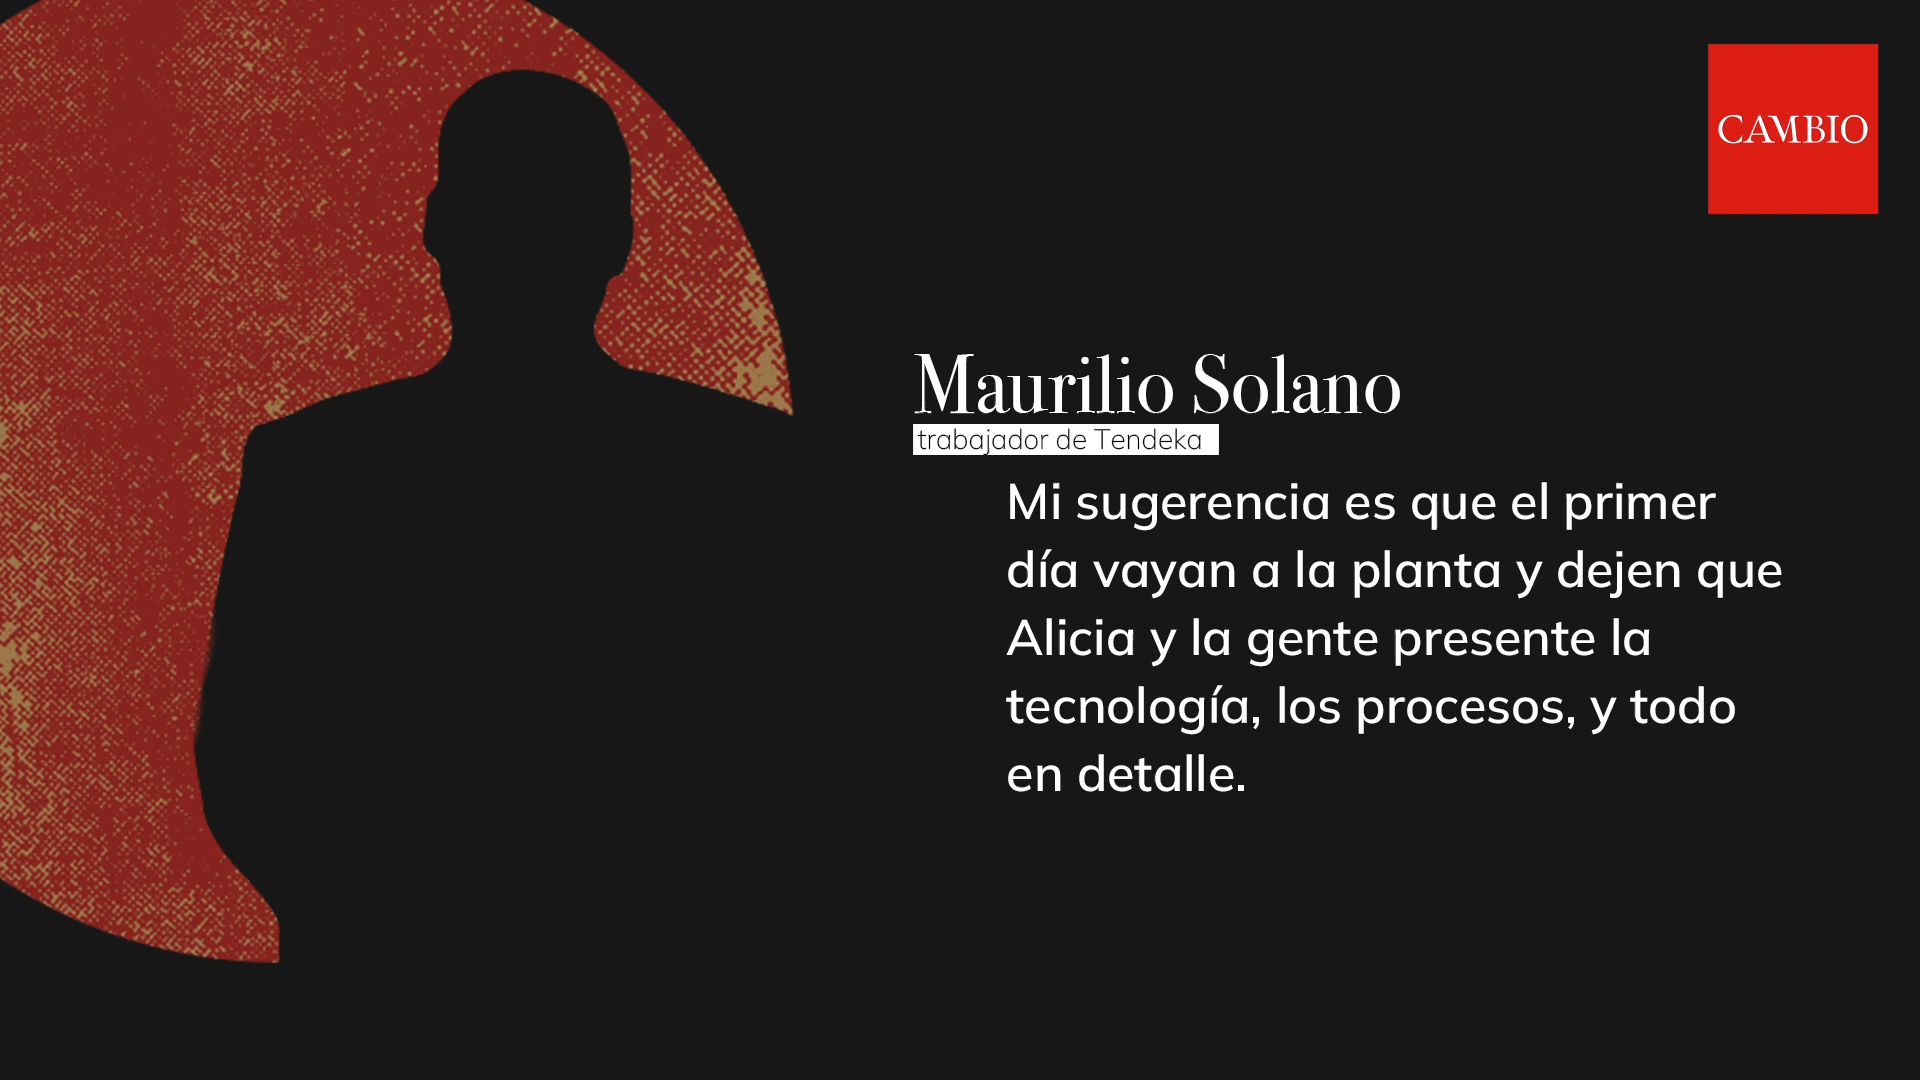 CAMBIO
Maurilio Solano
trabajador de Tendeka
Mi sugerencia es que el primer
día vayan a la planta y dejen que
Alicia y la gente presente la
tecnología, los procesos, y todo
en detalle.